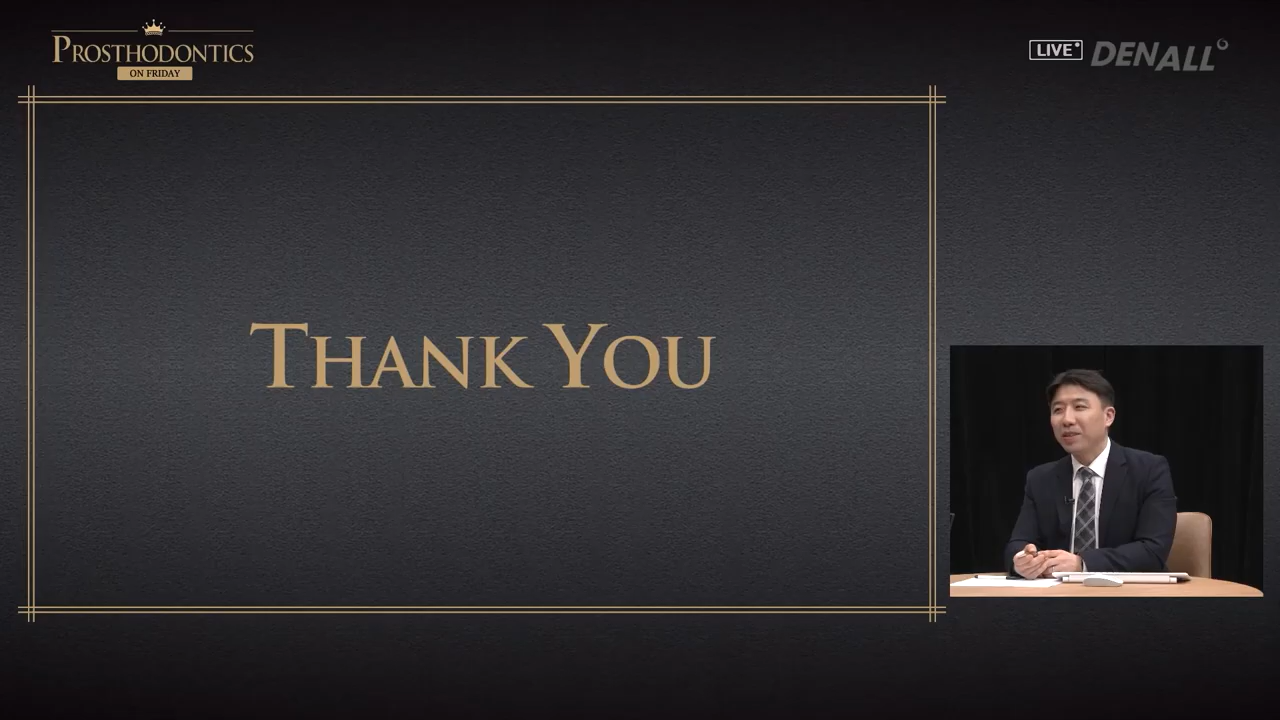 PROSTHODONTICS
ON FRIDAY
LIVE
DENALL
THANK YOU